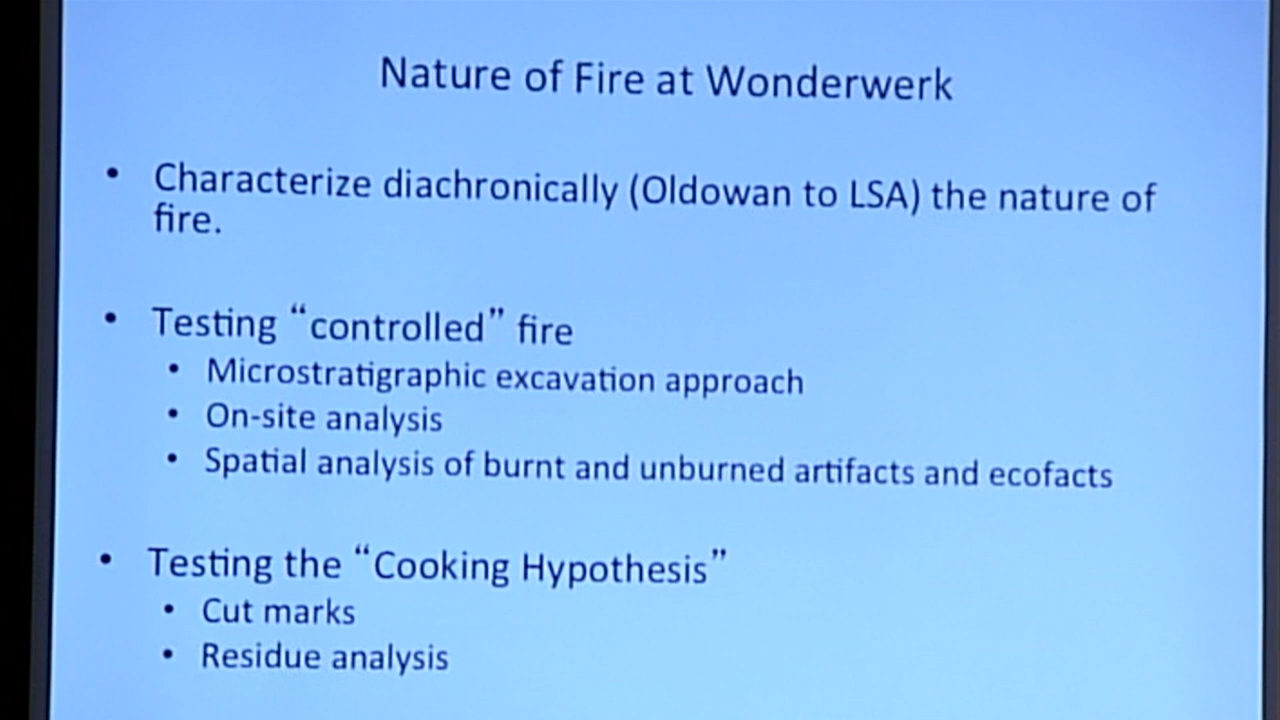 Nature of Fire at Wonderwerk
• Characterize diachronically (Oldowan to LSA) the nature of
fire.
• Testing “controlled” fire
• Microstratigraphic excavation approach
• On-site analysis
• Spatial analysis of burnt and unburned artifacts and ecofacts
• Testing the “Cooking Hypothesis”
• Cut marks
• Residue analysis